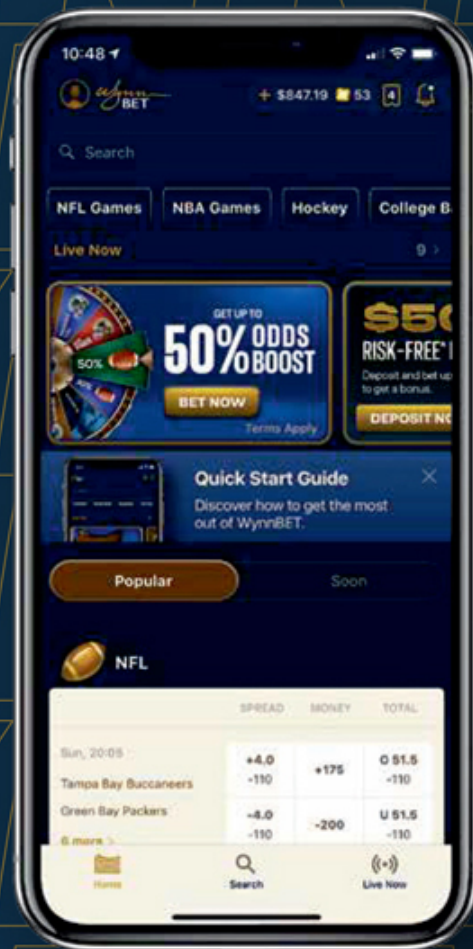 10:48
Wynn
BET
+ $847.19 53 4
Search
NFL Games NBA Games Hockey College B
Live Now 9 >
GET UP TO
50% ODDS
BOOST
BET NOW
Terms Apply
50%
$50
RISK-FREE*
Deposit and bet up
to get a bonus.
DEPOSIT NO
Quick Start Guide
Discover how to get the most
out of WynnBET.
Popular Soon
NFL
SPREAD MONEY TOTAL
Sun, 20:05
Tampa Bay Buccaneers
+4.0
-110
+175
O 51.5
-110
Green Bay Packers
-4.0
-110
-200
U 51.5
-110
6 more >
Home Search Live Now